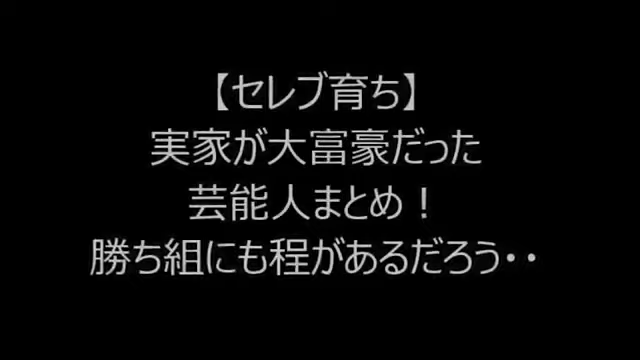 【セレブ育ち】
実家が大富豪だった
芸能人まとめ！
勝ち組にも程があるだろう・・